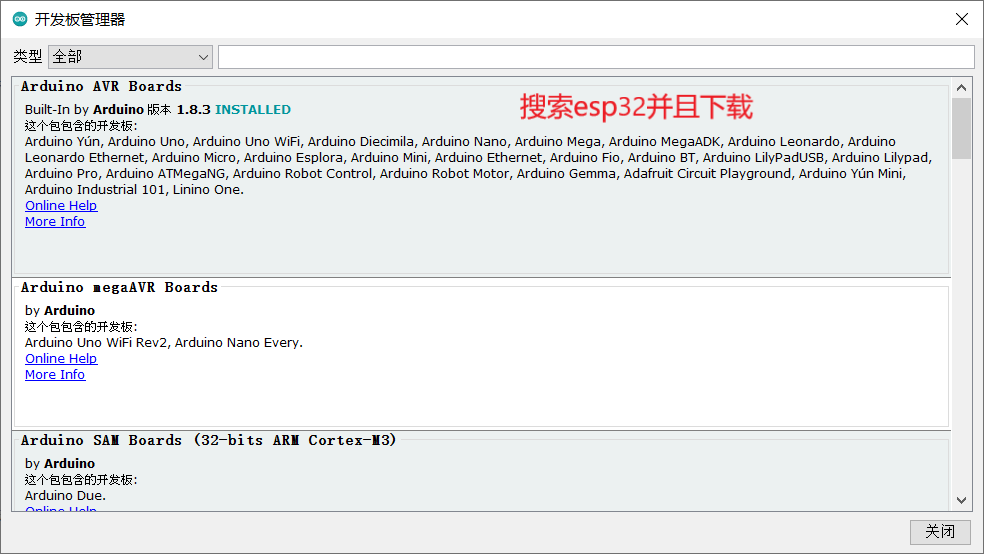 开发板管理器
类型 全部
Arduino AVR Boards
Built-In by Arduino 版本 1.8.3 INSTALLED
搜索esp32并且下载
这个包包含的开发板:
Arduino Yún, Arduino Uno, Arduino Uno WiFi, Arduino Diecimila, Arduino Nano, Arduino Mega, Arduino MegaADK, Arduino Leonardo, Arduino
Leonardo Ethernet, Arduino Micro, Arduino Esplora, Arduino Mini, Arduino Ethernet, Arduino Fio, Arduino BT, Arduino LilyPadUSB, Arduino Lilypad,
Arduino Pro, Arduino ATMegaNG, Arduino Robot Control, Arduino Robot Motor, Arduino Gemma, Adafruit Circuit Playground, Arduino Yún Mini,
Arduino Industrial 101, Linino One.
Online Help
More Info
Arduino megaAVR Boards
by Arduino
这个包包含的开发板:
Arduino Uno WiFi Rev2, Arduino Nano Every.
Online Help
More Info
Arduino SAM Boards (32-bits ARM Cortex-M3)
by Arduino
这个包包含的开发板:
Arduino Due.
Online Help
关闭